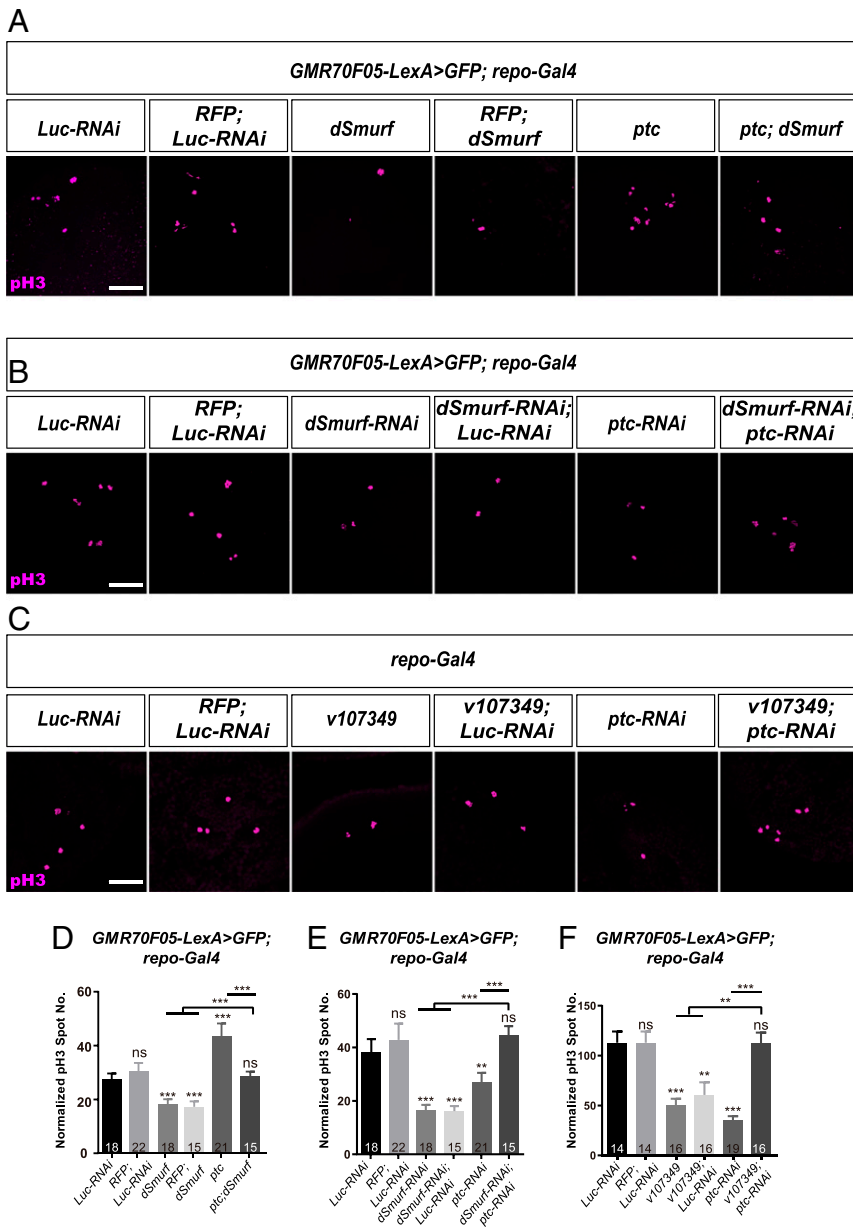 A
GMR70F05-LexA>GFP; repo-Gal4
Luc-RNAi
RFP;
Luc-RNAi
dSmurf
RFP;
dSmurf
ptc
ptc; dSmurf
pH3
B
GMR70F05-LexA>GFP; repo-Gal4
Luc-RNAi
RFP;
Luc-RNAi
dSmurf-RNAi
dSmurf-RNAi;
Luc-RNAi
ptc-RNAi
dSmurf-RNAi;
ptc-RNAi
pH3
C
repo-Gal4
Luc-RNAi
RFP;
Luc-RNAi
v107349
v107349;
Luc-RNAi
ptc-RNAi
v107349;
ptc-RNAi
pH3
D
GMR70F05-LexA>GFP;
repo-Gal4
Normalized pH3 Spot No.
60
40
20
0
ns
***
***
***
ns
***
***
18
22
18
15
21
15
Luc-RNAi
RFP;
Luc-RNAi
dSmurf
RFP;
dSmurf
ptc
ptc;dSmurf
E
GMR70F05-LexA>GFP;
repo-Gal4
Normalized pH3 Spot No.
60
40
20
0
ns
***
***
**
ns
***
***
18
22
18
15
21
15
Luc-RNAi
RFP;
Luc-RNAi
dSmurf-RNAi
dSmurf-RNAi;
Luc-RNAi
ptc-RNAi
dSmurf-RNAi;
ptc-RNAi
F
GMR70F05-LexA>GFP;
repo-Gal4
Normalized pH3 Spot No.
150
100
50
0
ns
***
**
***
ns
**
***
14
14
16
16
19
16
Luc-RNAi
RFP;
Luc-RNAi
v107349
v107349;
Luc-RNAi
ptc-RNAi
v107349;
ptc-RNAi